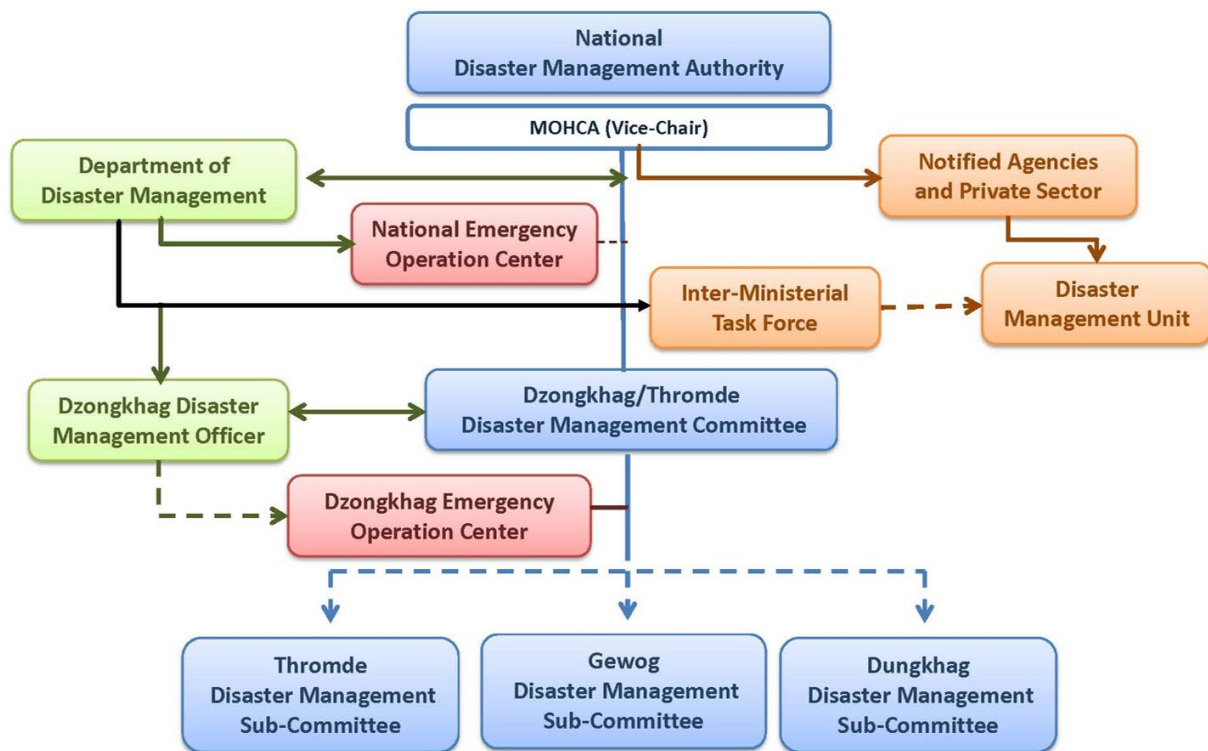 National
Disaster Management Authority
MOHCA (Vice-Chair)
Department of
Disaster Management
Notified Agencies
and Private Sector
National Emergency
Operation Center
Inter-Ministerial
Task Force
Disaster
Management Unit
Dzongkhag Disaster
Management Officer
Dzongkhag/Thromde
Disaster Management Committee
Dzongkhag Emergency
Operation Center
Thromde
Disaster Management
Sub-Committee
Gewog
Disaster Management
Sub-Committee
Dungkhag
Disaster Management
Sub-Committee